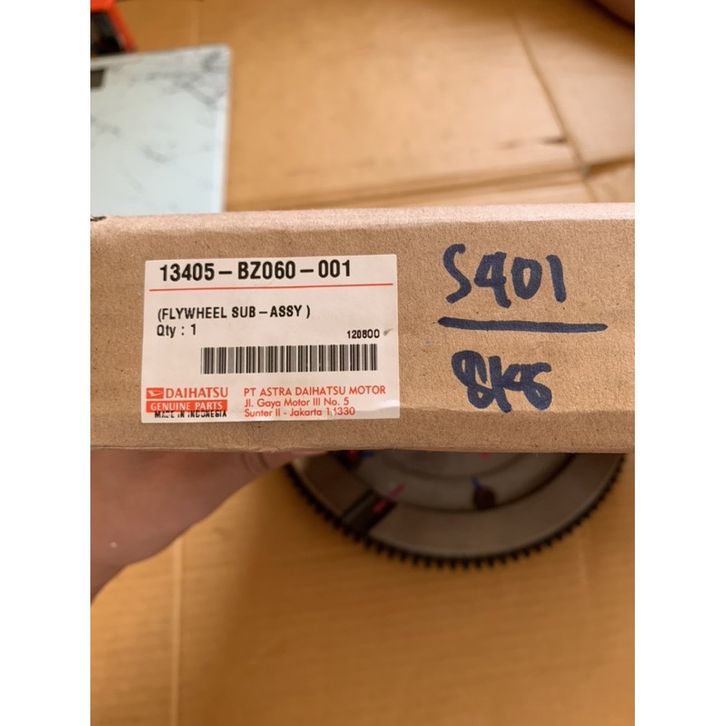 13405-BZ060-001
(FLYWHEEL SUB-ASSY)
Qty : 1
120800
DAIHATSU
GENUINE PARTS
MADE IN INDONESIA
PT ASTRA DAIHATSU MOTOR
Jl. Gaya Motor III No. 5
Sunter II - Jakarta 14330
S401